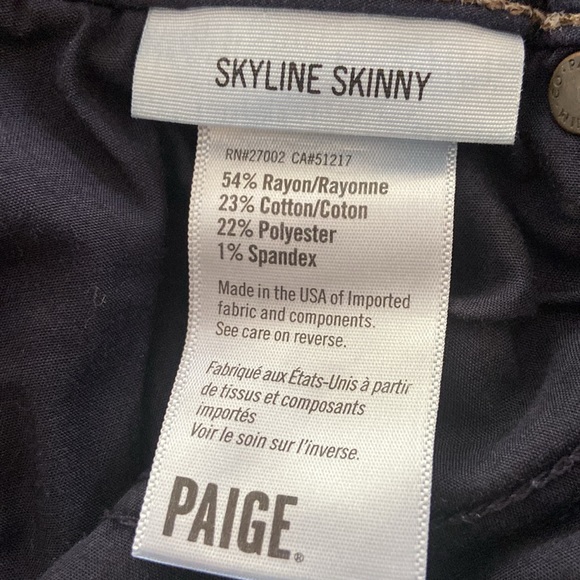 SKYLINE SKINNY
RN#27002 CA#51217
54% Rayon/Rayonne
23% Cotton/Coton
22% Polyester
1% Spandex
Made in the USA of Imported
fabric and components.
See care on reverse.
Fabriqué aux États-Unis à partir
de tissus et composants
importés
Voir le soin sur l'inverse.
PAIGE®